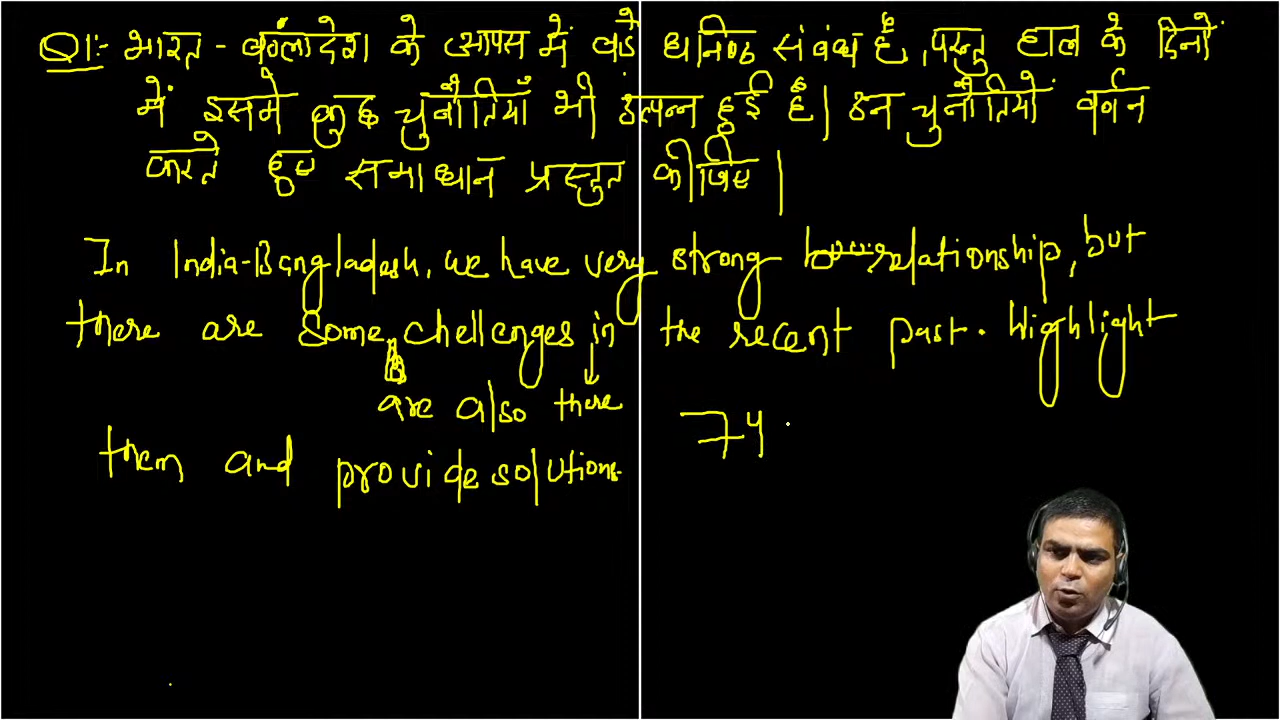 Q1:- भारत - बंग्लादेश के आपस में बडे धनिष्ठ संबंध हैं, परन्तु हाल के दिनों
में इसमें कुछ चुनौतियाँ भी उत्पन्न हुई हैं। उन चुनौतियों वर्णन
करते हुए समाधान प्रस्तुत कीजिए।
In India-Bangladesh, we have very strong relationship, but
there are some challenges in the recent past. Highlight
are also there
them and provide solutions.
74